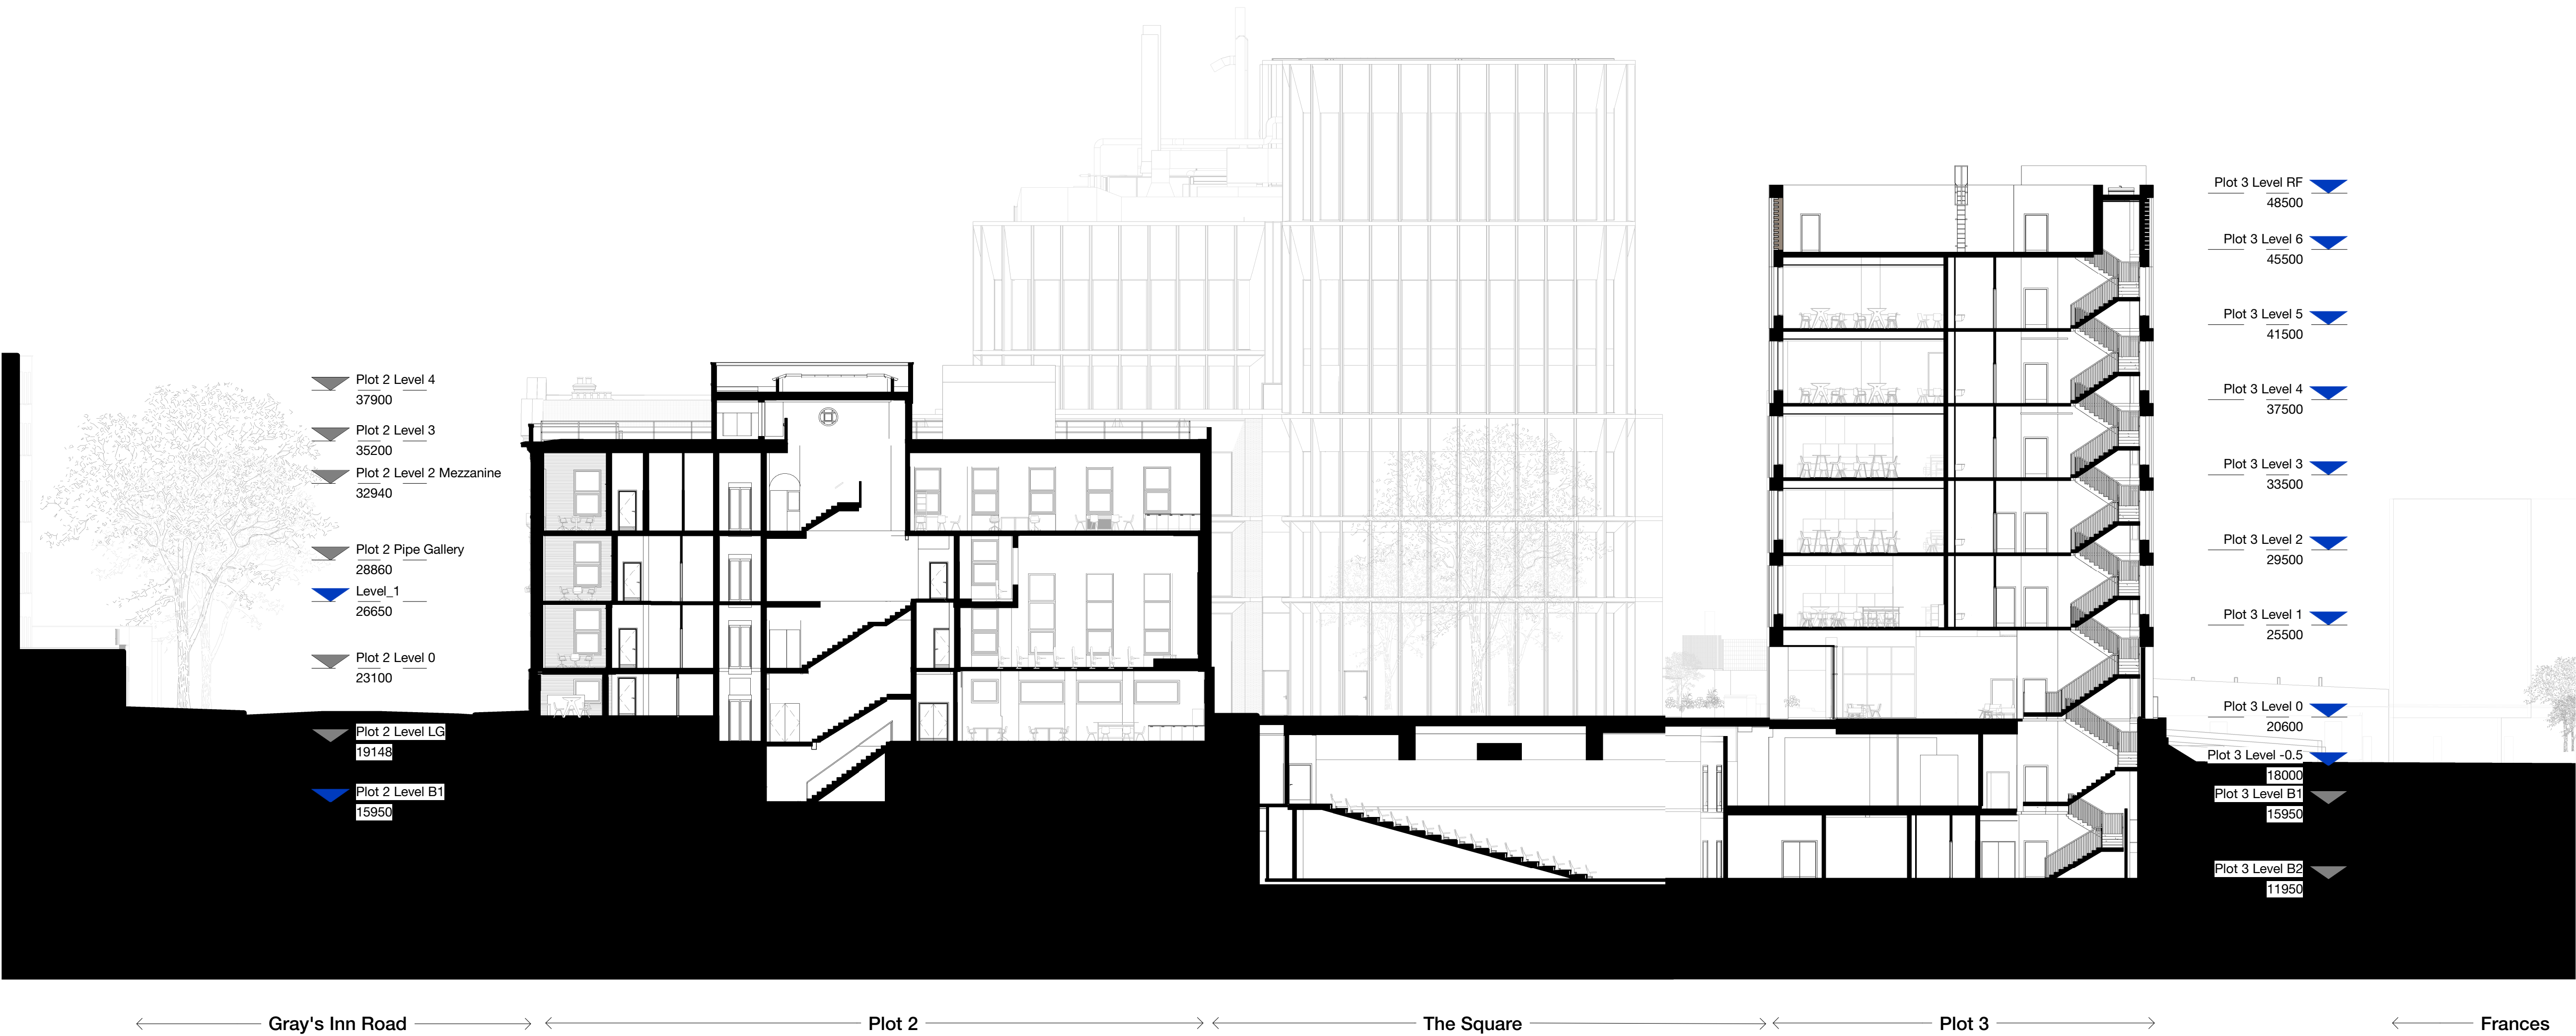 Plot 2 Level 4
37900
Plot 2 Level 3
35200
Plot 2 Level 2 Mezzanine
32940
Plot 2 Pipe Gallery
28860
Level_1
26650
Plot 2 Level 0
23100
Plot 2 Level LG
19148
Plot 2 Level B1
15950
Plot 3 Level RF
48500
Plot 3 Level 6
45500
Plot 3 Level 5
41500
Plot 3 Level 4
37500
Plot 3 Level 3
33500
Plot 3 Level 2
29500
Plot 3 Level 1
25500
Plot 3 Level 0
20600
Plot 3 Level -0.5
18000
Plot 3 Level B1
15950
Plot 3 Level B2
11950
Gray's Inn Road
Plot 2
The Square
Plot 3
Frances